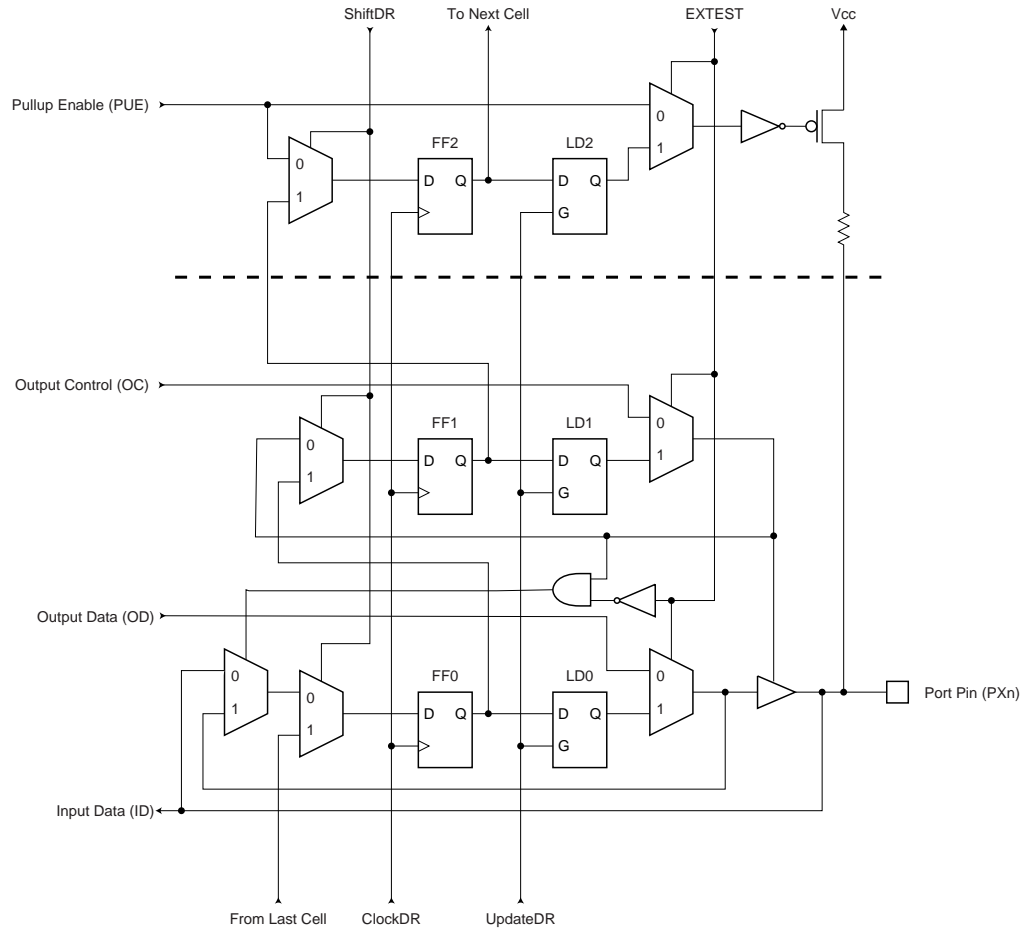 ShiftDR
To Next Cell
EXTEST
Vcc
Pullup Enable (PUE)
0
1
FF2
D Q
LD2
D Q
G
0
1
Output Control (OC)
0
1
FF1
D Q
LD1
D Q
G
0
1
Output Data (OD)
0
1
0
1
FF0
D Q
LD0
D Q
G
0
1
Port Pin (PXn)
Input Data (ID)
From Last Cell
ClockDR
UpdateDR